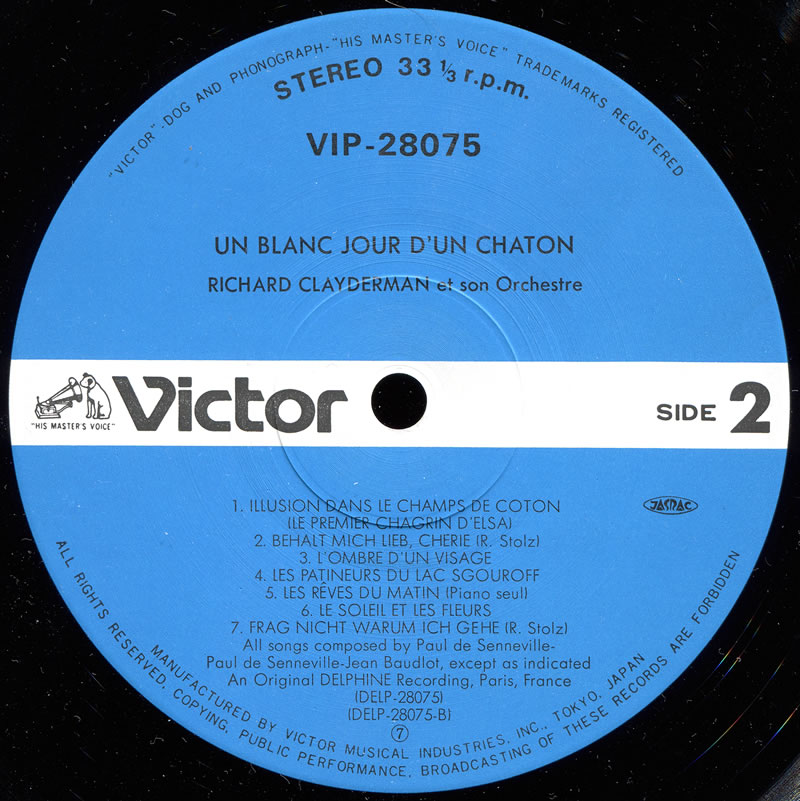 "VICTOR"-DOG AND PHONOGRAPH-"HIS MASTER'S VOICE" TRADEMARKS REGISTERED
STEREO 33 1/3 r.p.m.
VIP-28075
UN BLANC JOUR D'UN CHATON
RICHARD CLAYDERMAN et son Orchestre
"HIS MASTER'S VOICE"
Victor
SIDE 2
1. ILLUSION DANS LE CHAMPS DE COTON
(LE PREMIER CHAGRIN D'ELSA)
2. BEHALT MICH LIEB, CHERIE (R. Stolz)
3. L'OMBRE D'UN VISAGE
4. LES PATINEURS DU LAC SGOUROFF
5. LES RÊVES DU MATIN (Piano seul)
6. LE SOLEIL ET LES FLEURS
7. FRAG NICHT WARUM ICH GEHE (R. Stolz)
All songs composed by Paul de Senneville-
Paul de Senneville-Jean Baudlot, except as indicated
An Original DELPHINE Recording, Paris, France
(DELP-28075)
(DELP-28075-B)
⑦
JASRAC
MANUFACTURED BY VICTOR MUSICAL INDUSTRIES, INC., TOKYO, JAPAN
ALL RIGHTS RESERVED. COPYING, PUBLIC PERFORMANCE, BROADCASTING OF THESE RECORDS ARE FORBIDDEN